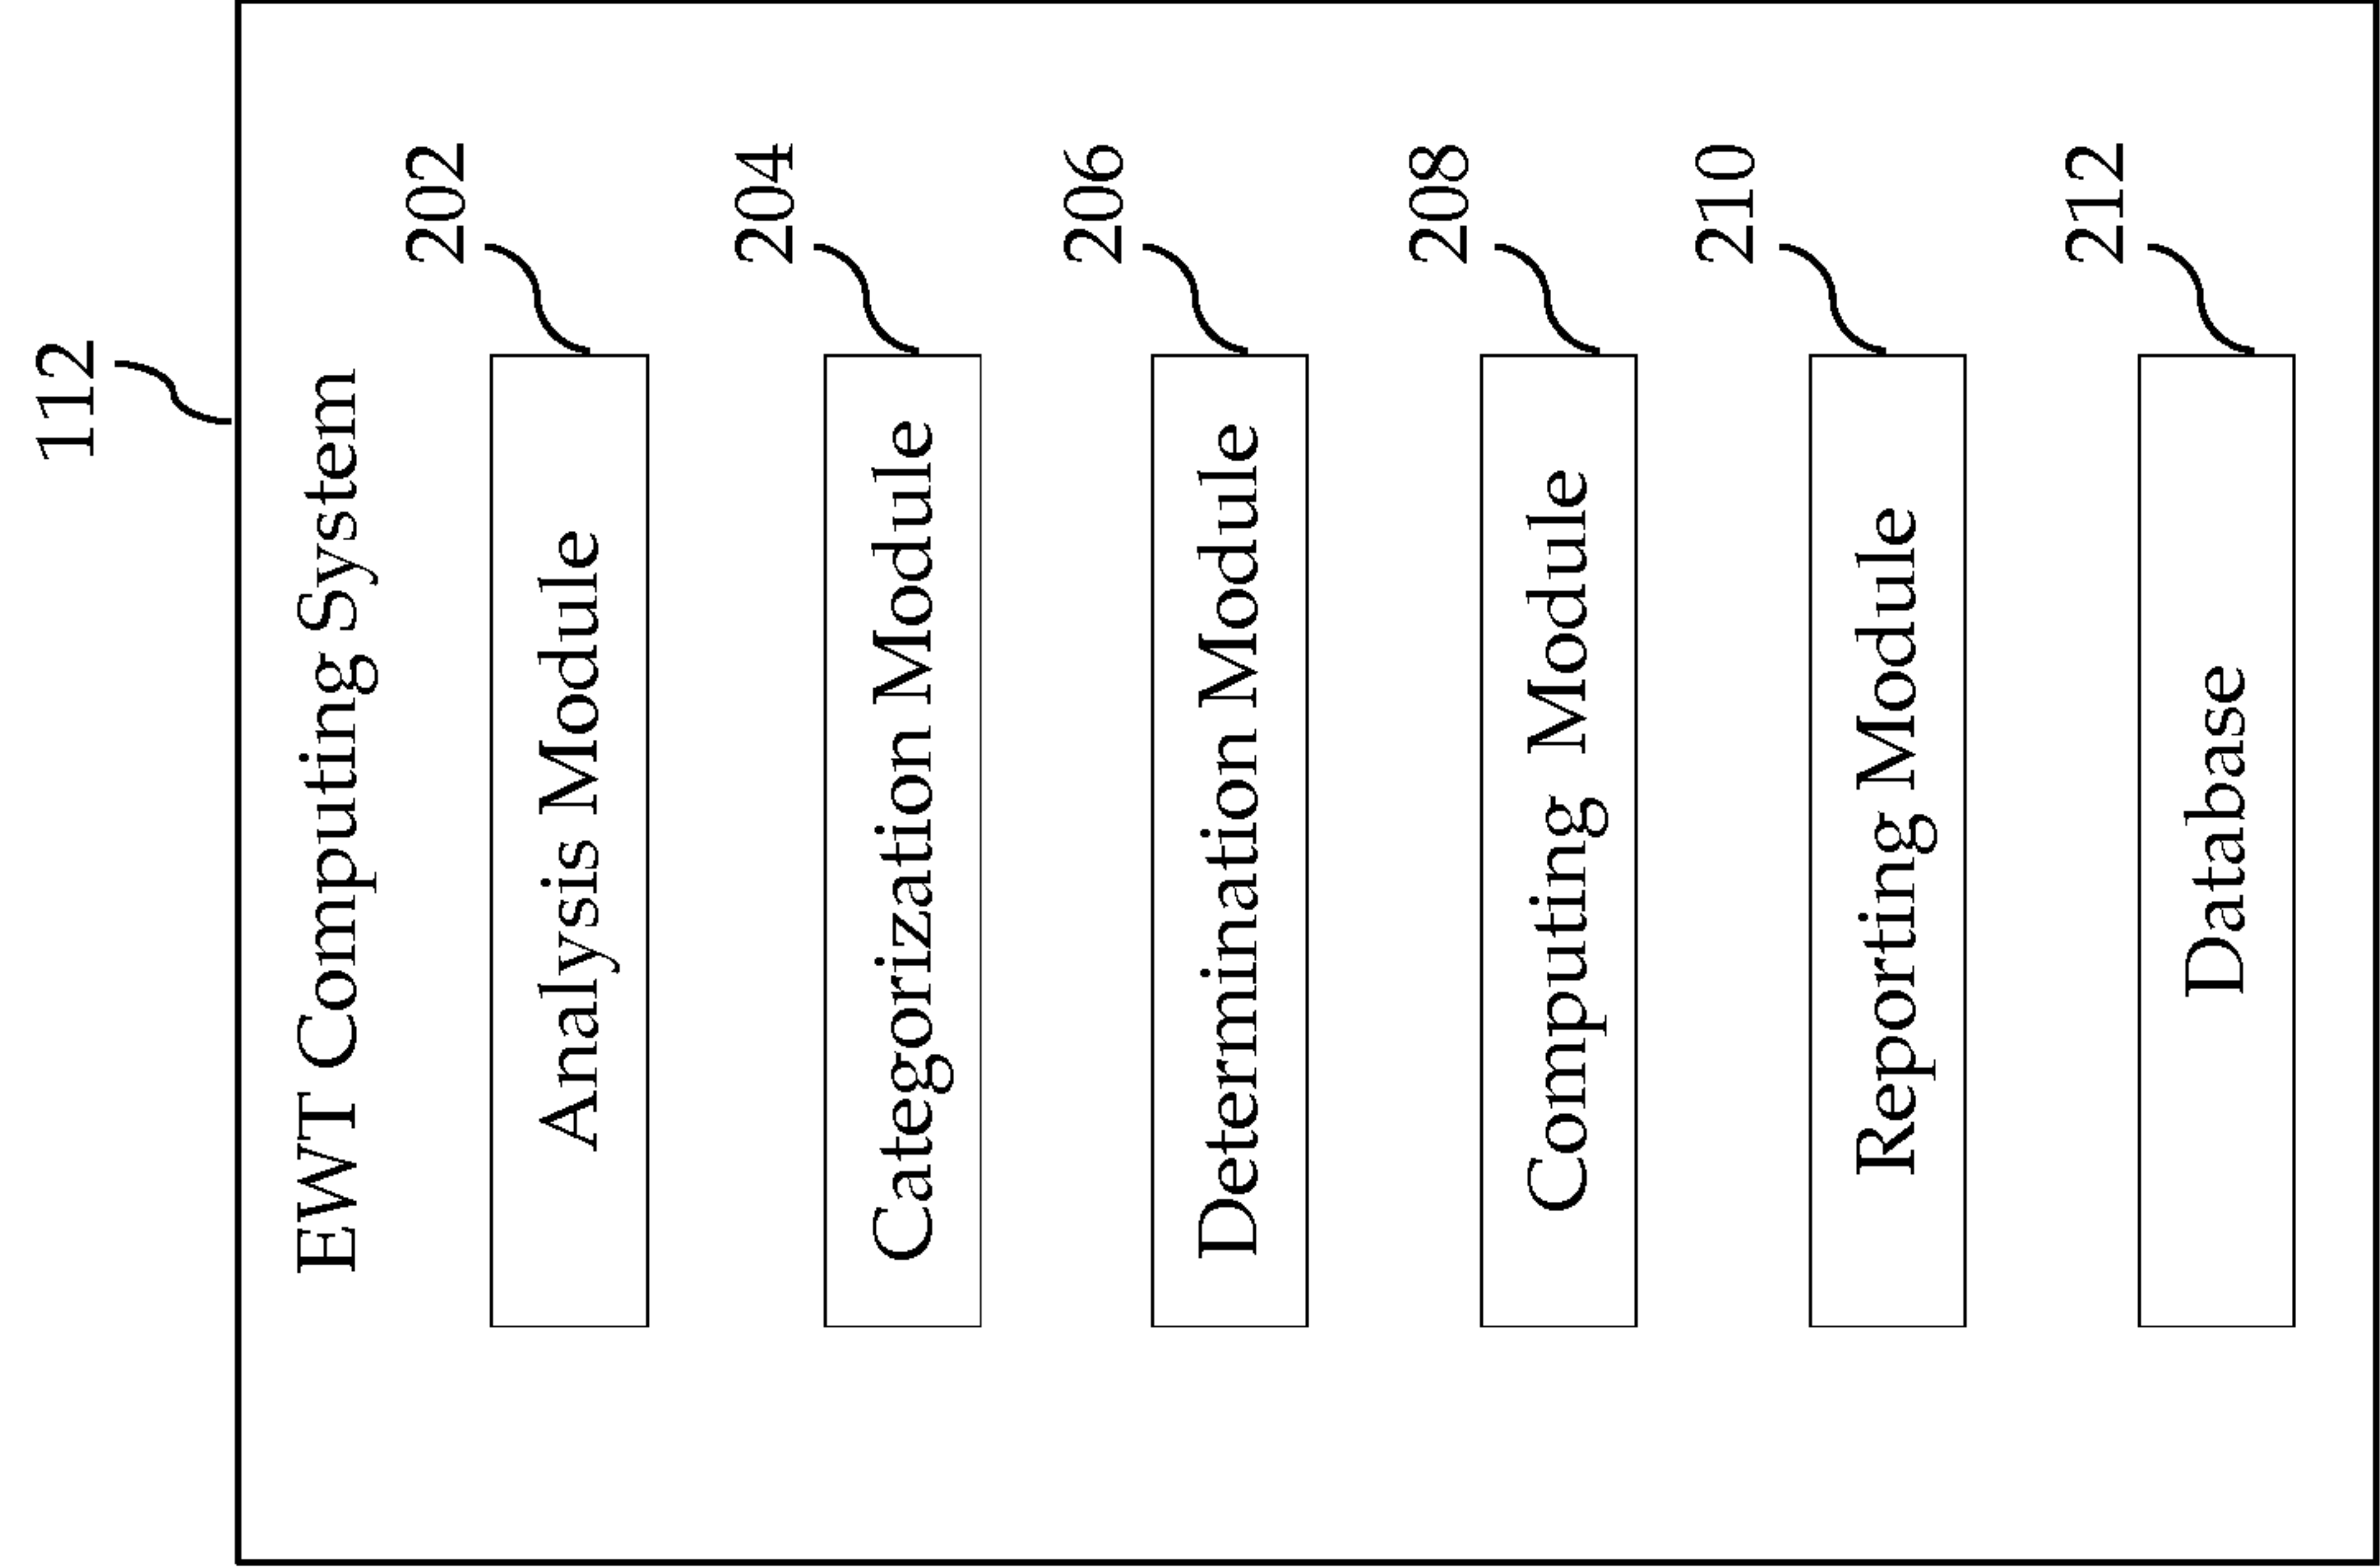 112
EWT Computing System
202
Analysis Module
204
Categorization Module
206
Determination Module
208
Computing Module
210
Reporting Module
212
Database